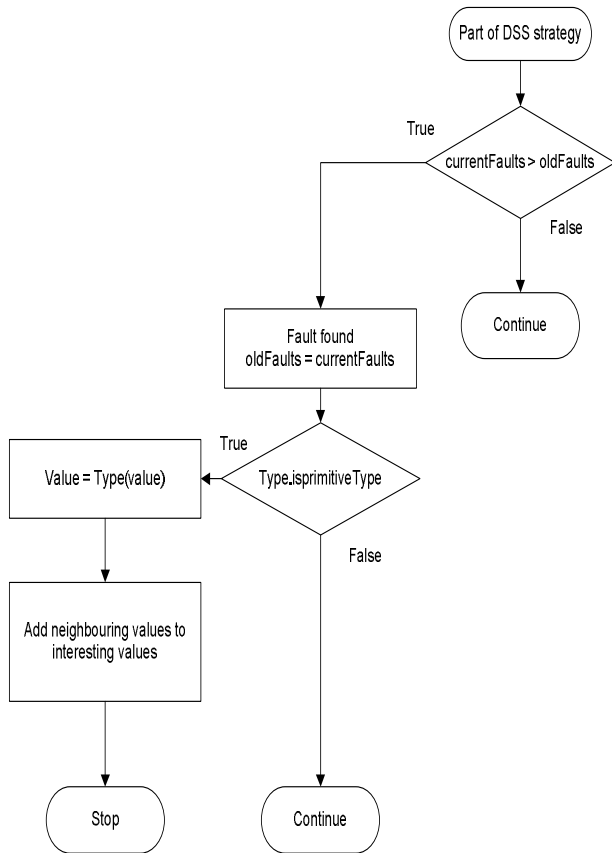 Part of DSS strategy
True
currentFaults > oldFaults
False
Continue
Fault found
oldFaults = currentFaults
True
Type.isprimitiveType
Value = Type(value)
False
Add neighbouring values to
interesting values
Stop
Continue